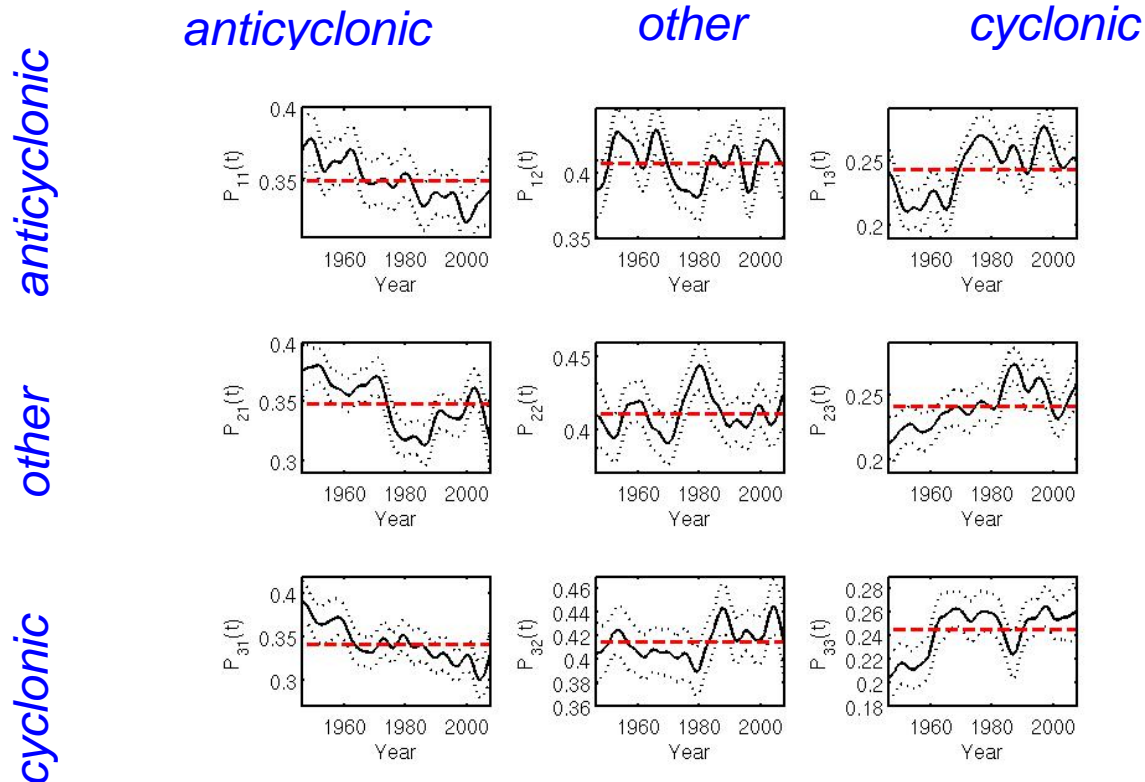 anticyclonic other cyclonic
anticyclonic
0.4
0.35
P11(t)
1960 1980 2000
Year
0.4
0.35
P12(t)
1960 1980 2000
Year
0.25
0.2
P13(t)
1960 1980 2000
Year
other
0.4
0.35
0.3
P21(t)
1960 1980 2000
Year
0.45
0.4
P22(t)
1960 1980 2000
Year
0.25
0.2
P23(t)
1960 1980 2000
Year
cyclonic
0.4
0.35
0.3
P31(t)
1960 1980 2000
Year
0.46
0.44
0.42
0.4
0.38
0.36
P32(t)
1960 1980 2000
Year
0.28
0.26
0.24
0.22
0.2
0.18
P33(t)
1960 1980 2000
Year